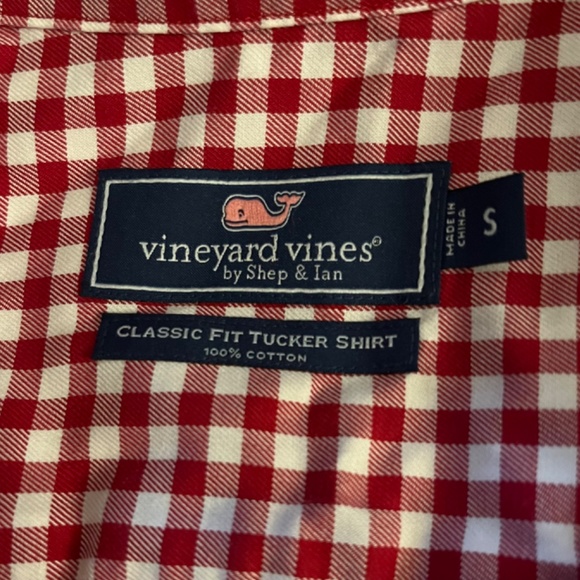 vineyard vines®
by Shep & Ian
MADE IN
CHINA
S
CLASSIC FIT TUCKER SHIRT
100% COTTON